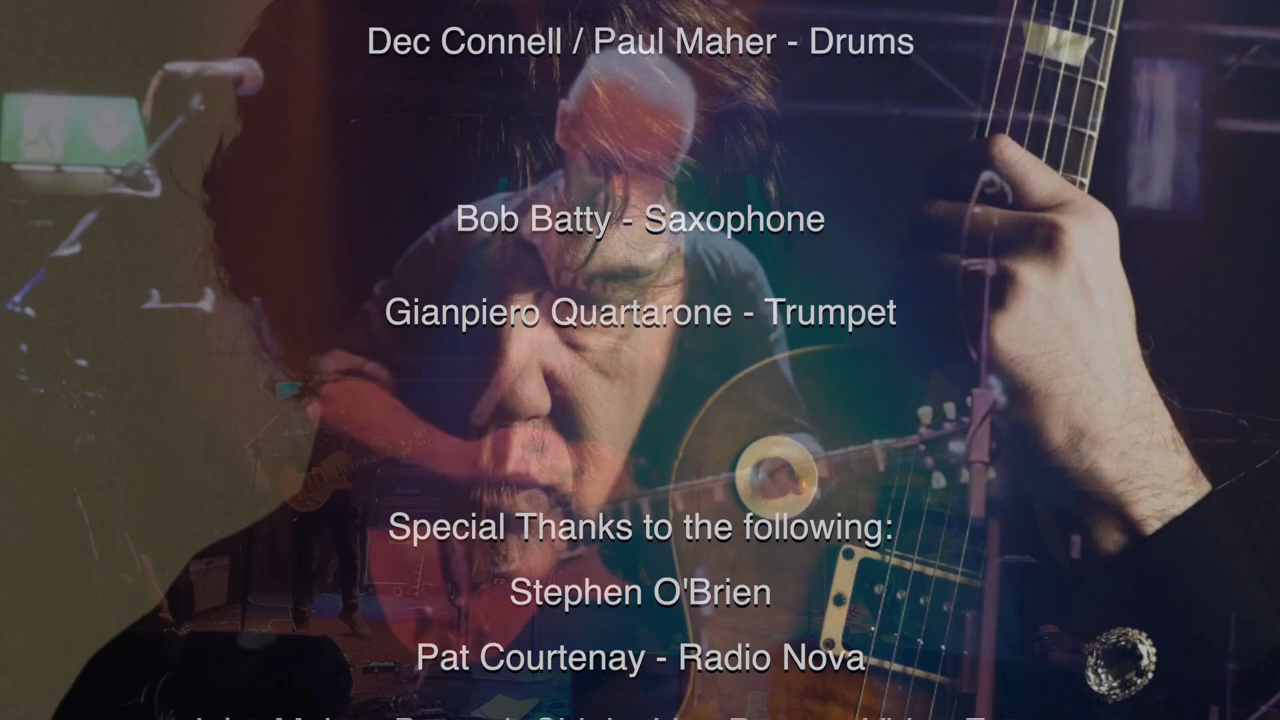 Dec Connell / Paul Maher - Drums
Bob Batty - Saxophone
Gianpiero Quartarone - Trumpet
Special Thanks to the following:
Stephen O'Brien
Pat Courtenay - Radio Nova